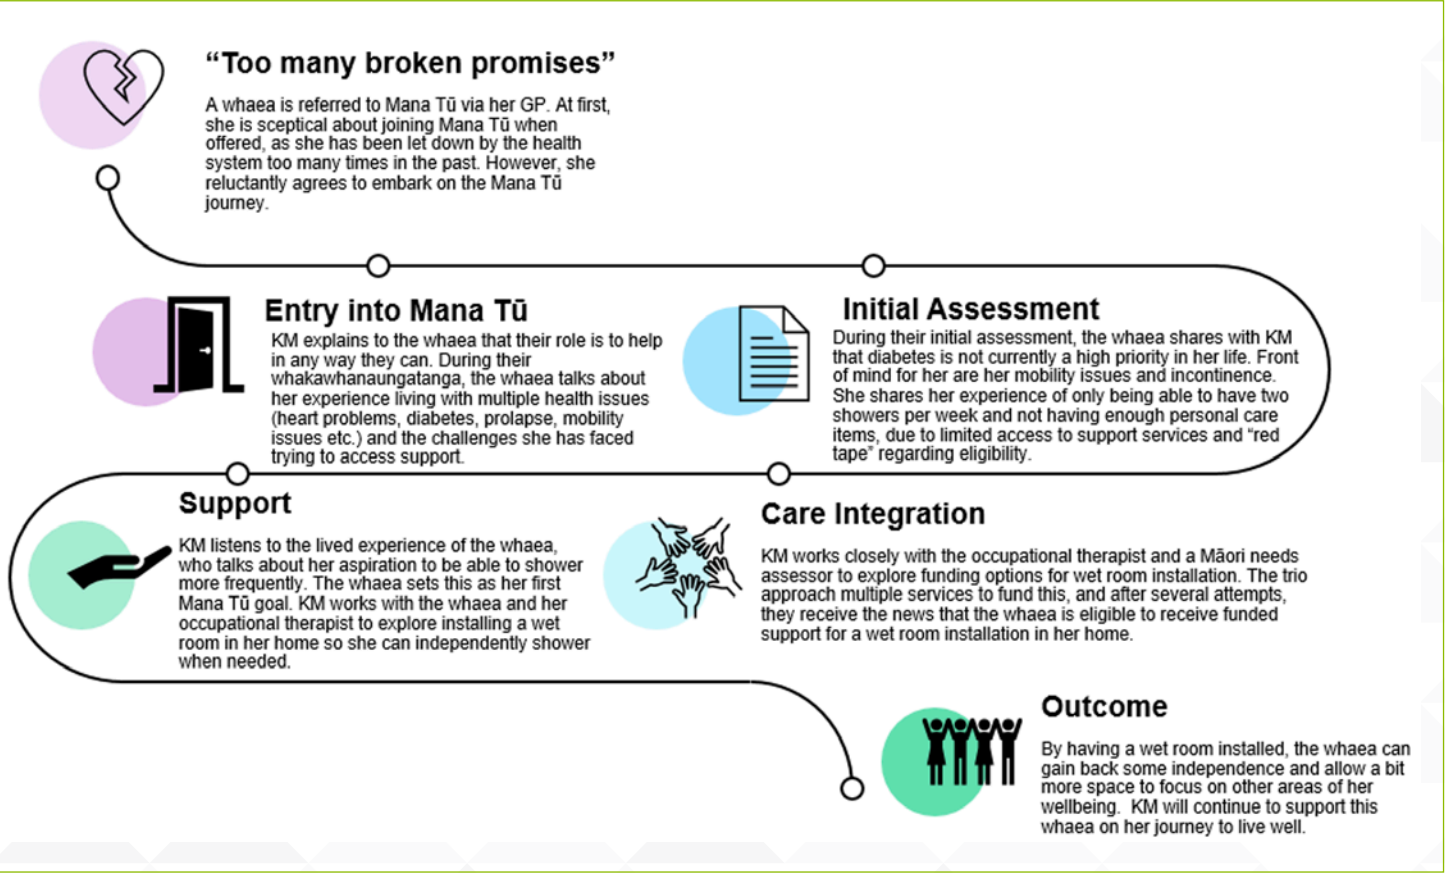 “Too many broken promises”
A whaea is referred to Mana Tū via her GP. At first,
she is sceptical about joining Mana Tū when
offered, as she has been let down by the health
system too many times in the past. However, she
reluctantly agrees to embark on the Mana Tū
journey.
Entry into Mana Tū
KM explains to the whaea that their role is to help
in any way they can. During their
whakawhanaungatanga, the whaea talks about
her experience living with multiple health issues
(heart problems, diabetes, prolapse, mobility
issues etc.) and the challenges she has faced
trying to access support.
Initial Assessment
During their initial assessment, the whaea shares with KM
that diabetes is not currently a high priority in her life. Front
of mind for her are her mobility issues and incontinence.
She shares her experience of only being able to have two
showers per week and not having enough personal care
items, due to limited access to support services and “red
tape” regarding eligibility.
Support
KM listens to the lived experience of the whaea,
who talks about her aspiration to be able to shower
more frequently. The whaea sets this as her first
Mana Tū goal. KM works with the whaea and her
occupational therapist to explore installing a wet
room in her home so she can independently shower
when needed.
Care Integration
KM works closely with the occupational therapist and a Māori needs
assessor to explore funding options for wet room installation. The trio
approach multiple services to fund this, and after several attempts,
they receive the news that the whaea is eligible to receive funded
support for a wet room installation in her home.
Outcome
By having a wet room installed, the whaea can
gain back some independence and allow a bit
more space to focus on other areas of her
wellbeing. KM will continue to support this
whaea on her journey to live well.